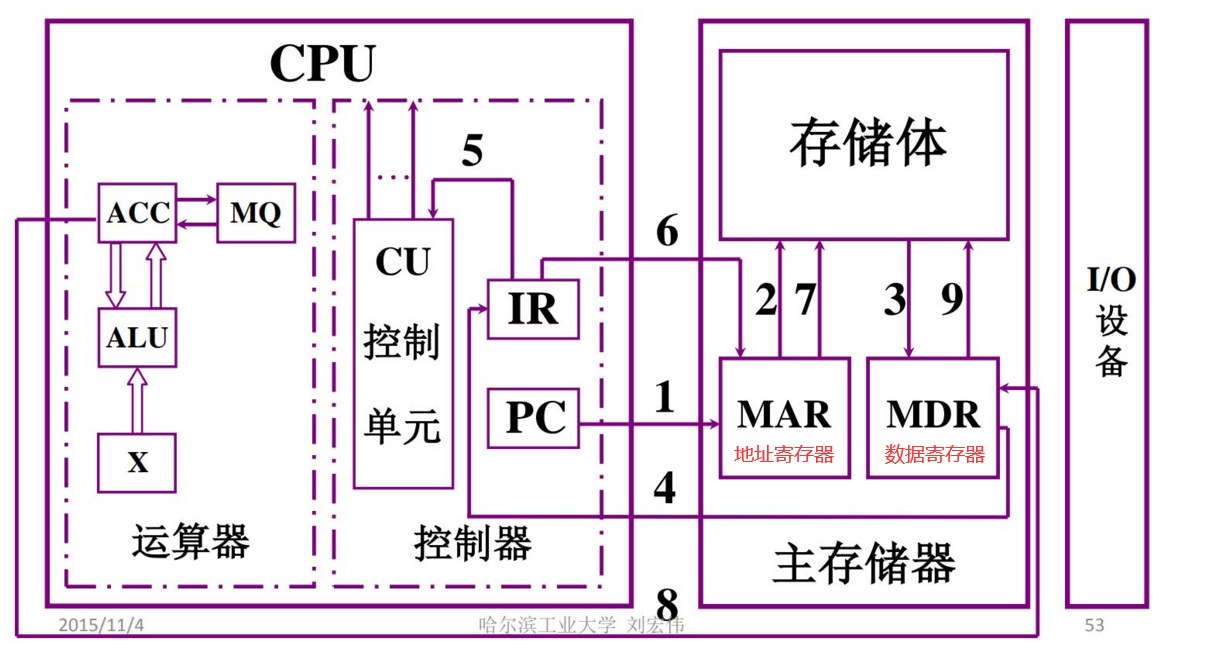 CPU
ACC
MQ
ALU
X
运算器
5
···
CU
控制
单元
IR
PC
控制器
6
1
4
8
存储体
2
7
3
9
MAR
地址寄存器
MDR
数据寄存器
主存储器
I/O
设
备
2015/11/4
哈尔滨工业大学 刘宏伟
53